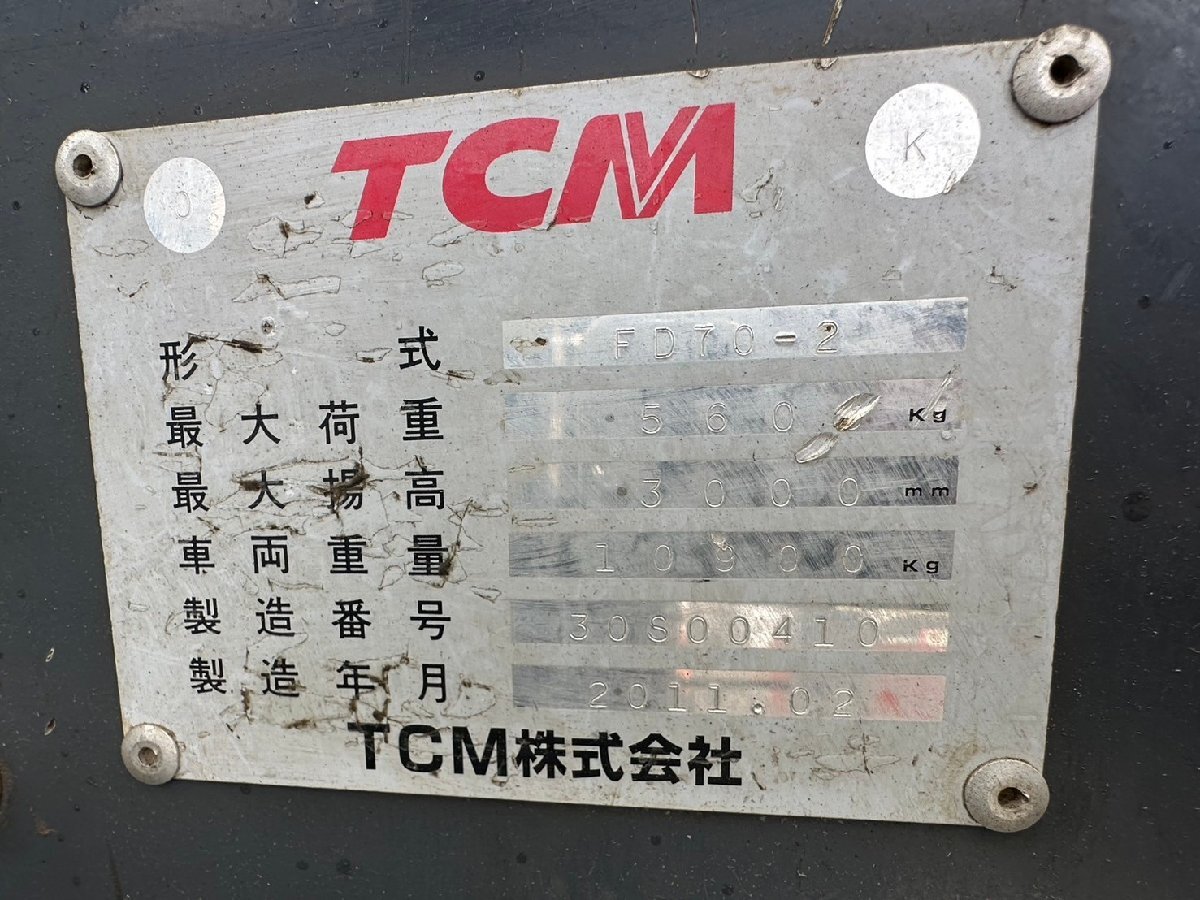 TCM
O K
形式 FD70-2
最大荷重 560 Kg
最大揚高 3000 mm
車両重量 10900 Kg
製造番号 30S00410
製造年月 2011.02
TCM株式会社